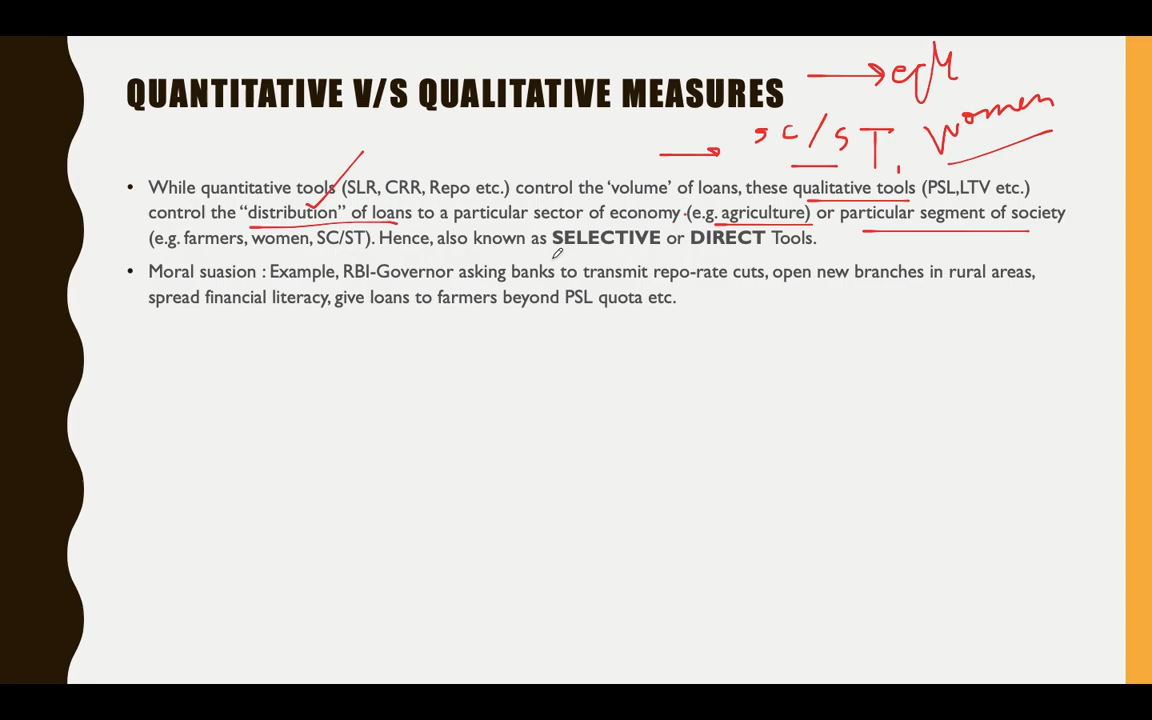 QUANTITATIVE V/S QUALITATIVE MEASURES
SC/ST, Women
• While quantitative tools (SLR, CRR, Repo etc.) control the ‘volume’ of loans, these qualitative tools (PSL,LTV etc.)
control the “distribution” of loans to a particular sector of economy (e.g. agriculture) or particular segment of society
(e.g. farmers, women, SC/ST). Hence, also known as SELECTIVE or DIRECT Tools.
• Moral suasion : Example, RBI-Governor asking banks to transmit repo-rate cuts, open new branches in rural areas,
spread financial literacy, give loans to farmers beyond PSL quota etc.